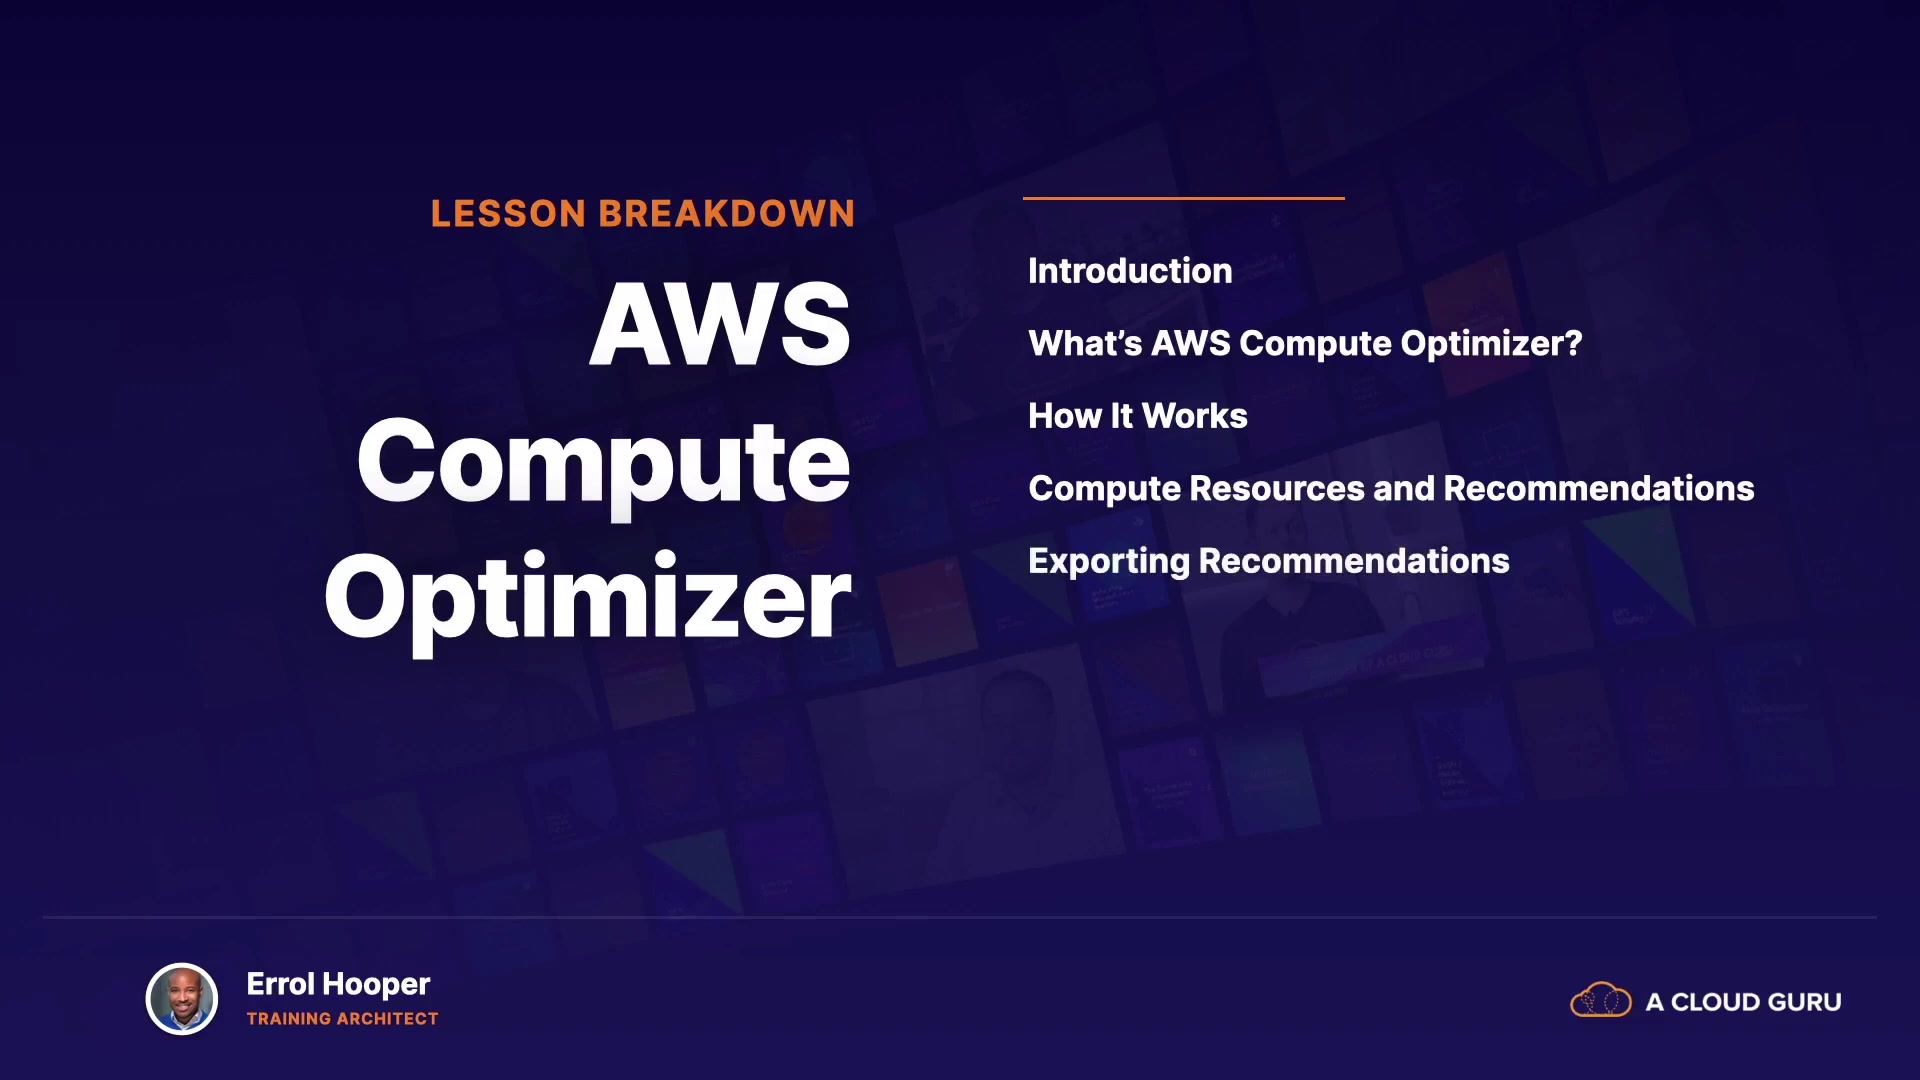 LESSON BREAKDOWN
AWS
Compute
Optimizer
Introduction
What’s AWS Compute Optimizer?
How It Works
Compute Resources and Recommendations
Exporting Recommendations
Errol Hooper
TRAINING ARCHITECT
A CLOUD GURU